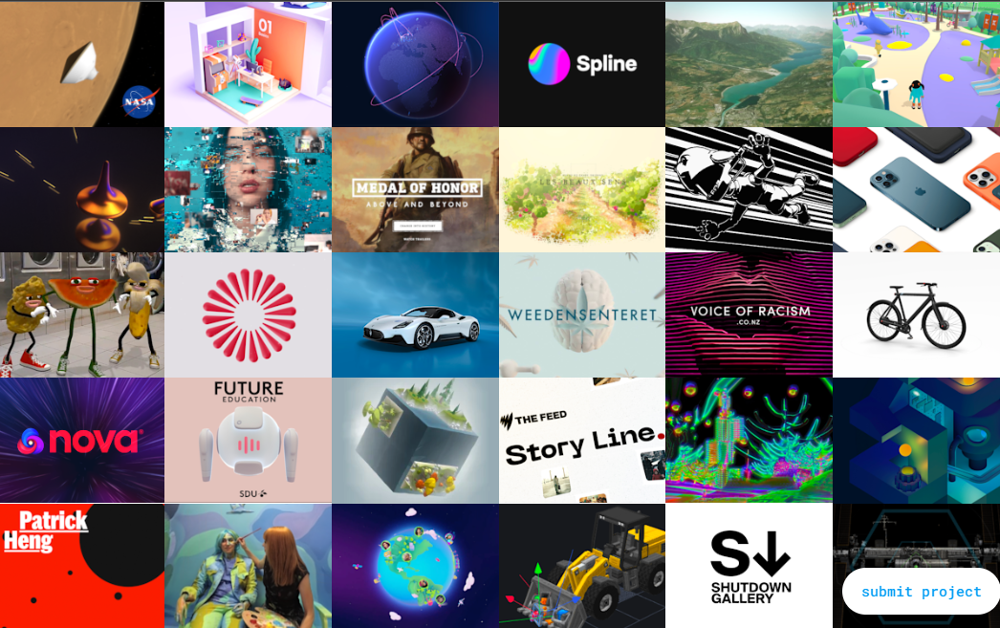 01
NASA
Spline
MEDAL OF HONOR
ABOVE AND BEYOND
LES BEAUX SENS
WEEDENSENTERET
VOICE OF RACISM
.CO.NZ
nova
FUTURE
EDUCATION
SDU
THE FEED
Story Line.
Patrick
Heng
S
SHUTDOWN
GALLERY
submit project